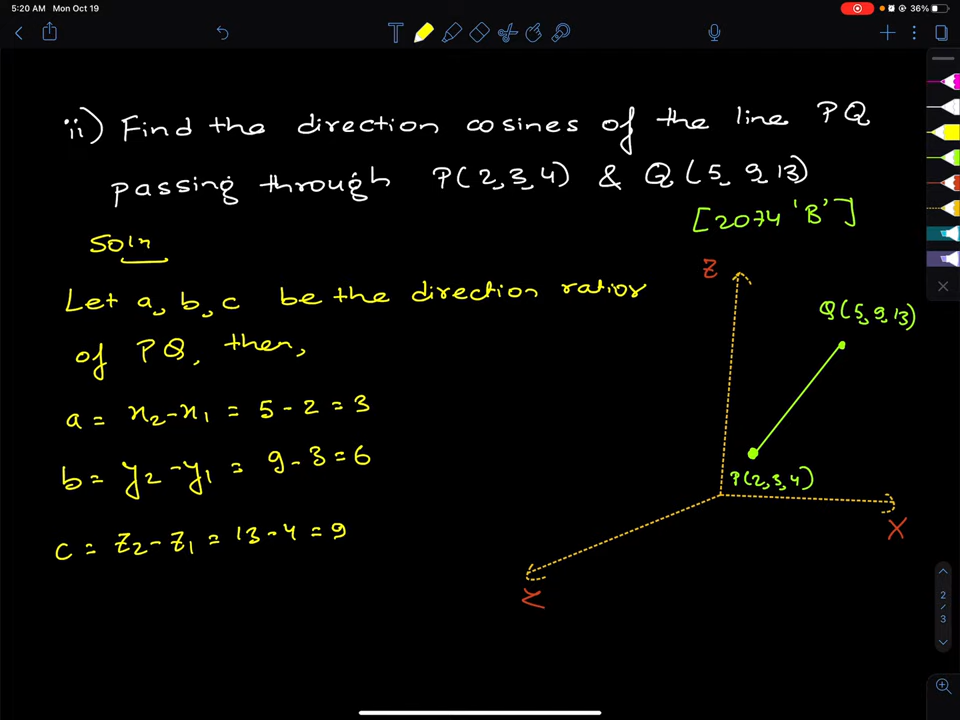 5:20 AM Mon Oct 19
36%
ii) Find the direction cosines of the line PQ
passing through P(2,3,4) & Q(5,9,13)
[2074 'B']
Soln
Let a, b, c be the direction ratios
of PQ, then,
a = x₂-x₁ = 5-2 = 3
b = y₂-y₁ = 9-3 = 6
c = z₂-z₁ = 13-4 = 9
Z
Q(5,9,13)
P(2,3,4)
X
Y
2
/
3